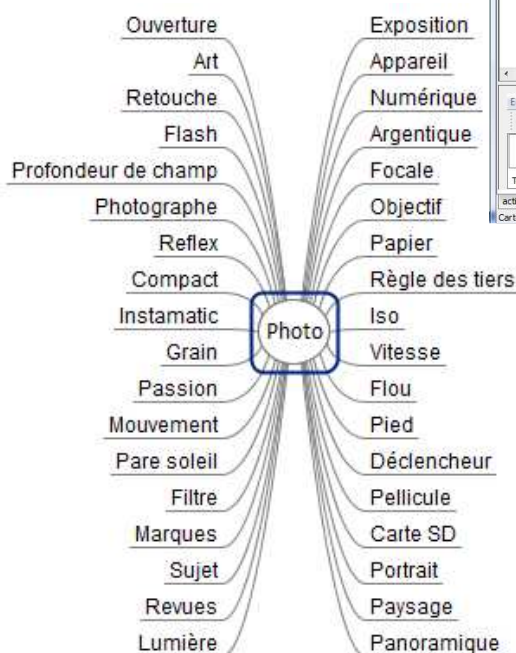 Ouverture
Art
Retouche
Flash
Profondeur de champ
Photographe
Reflex
Compact
Instamatic
Grain
Passion
Mouvement
Pare soleil
Filtre
Marques
Sujet
Revues
Lumière
Photo
Exposition
Appareil
Numérique
Argentique
Focale
Objectif
Papier
Règle des tiers
Iso
Vitesse
Flou
Pied
Déclencheur
Pellicule
Carte SD
Portrait
Paysage
Panoramique